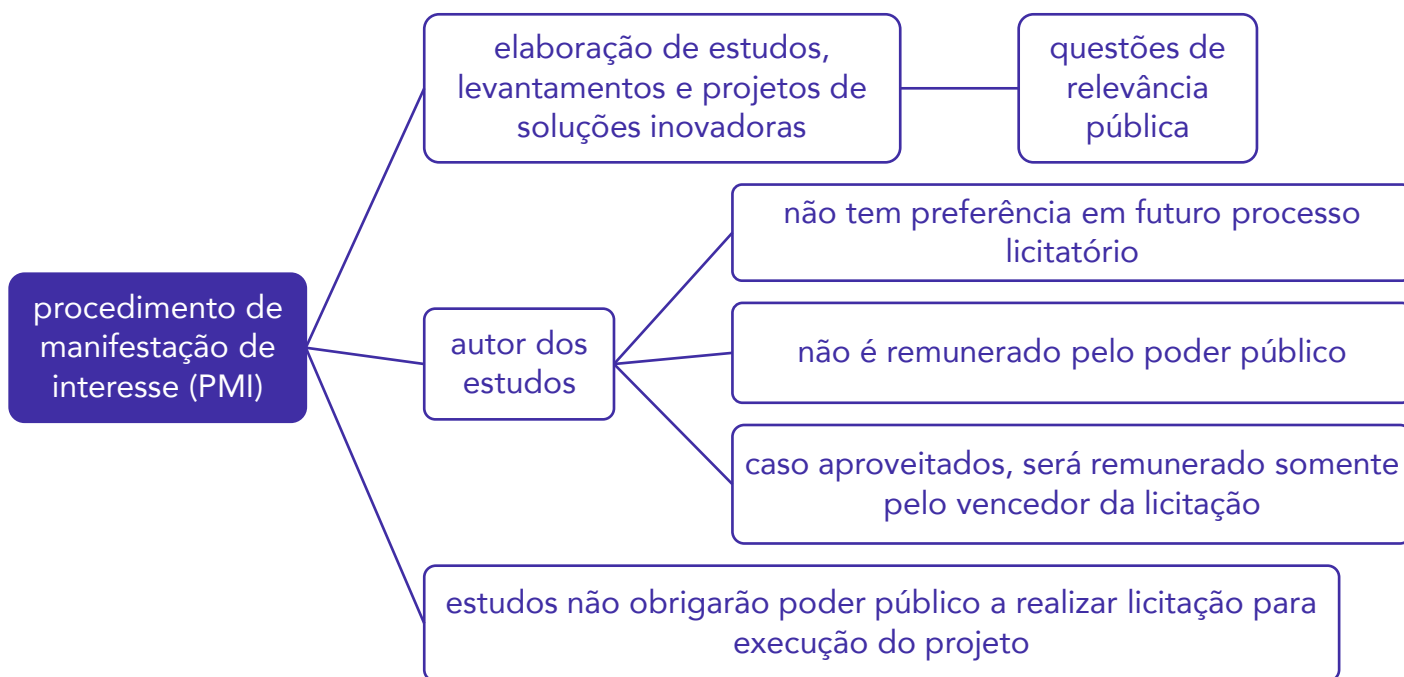 procedimento de
manifestação de
interesse (PMI)
elaboração de estudos,
levantamentos e projetos de
soluções inovadoras
questões de
relevância
pública
autor dos
estudos
não tem preferência em futuro processo
licitatório
não é remunerado pelo poder público
caso aproveitados, será remunerado somente
pelo vencedor da licitação
estudos não obrigarão poder público a realizar licitação para
execução do projeto